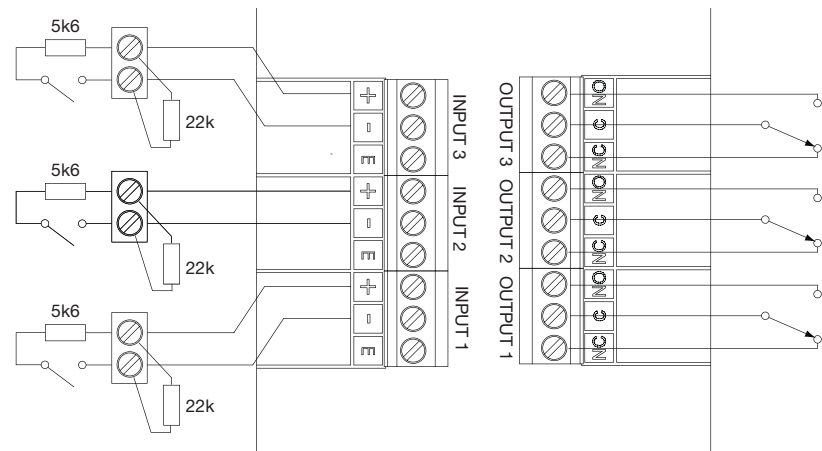 5k6
22k
+
-
E
INPUT 3
5k6
22k
+
-
E
INPUT 2
5k6
22k
+
-
E
INPUT 1
OUTPUT 3
NO
C
NC
OUTPUT 2
NO
C
NC
OUTPUT 1
NO
C
NC